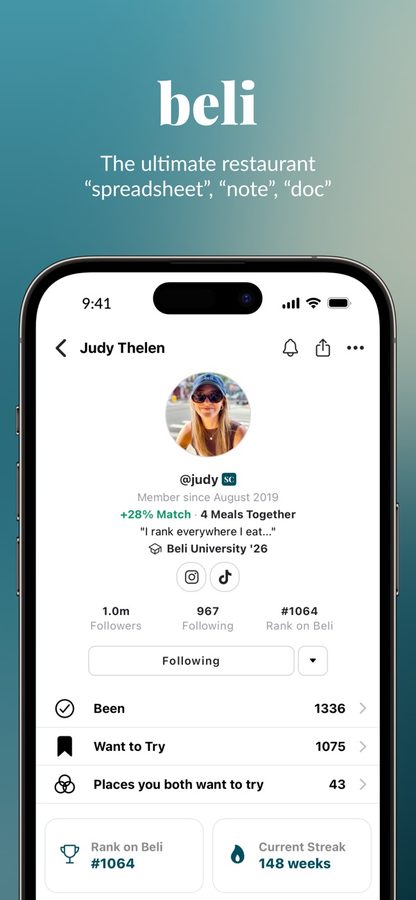 beli
The ultimate restaurant
“spreadsheet”, “note”, “doc”
9:41
Judy Thelen
@judy SC
Member since August 2019
+28% Match · 4 Meals Together
"I rank everywhere I eat..."
Beli University '26
1.0m 967 #1064
Followers Following Rank on Beli
Following
Been 1336
Want to Try 1075
Places you both want to try 43
Rank on Beli
#1064
Current Streak
148 weeks